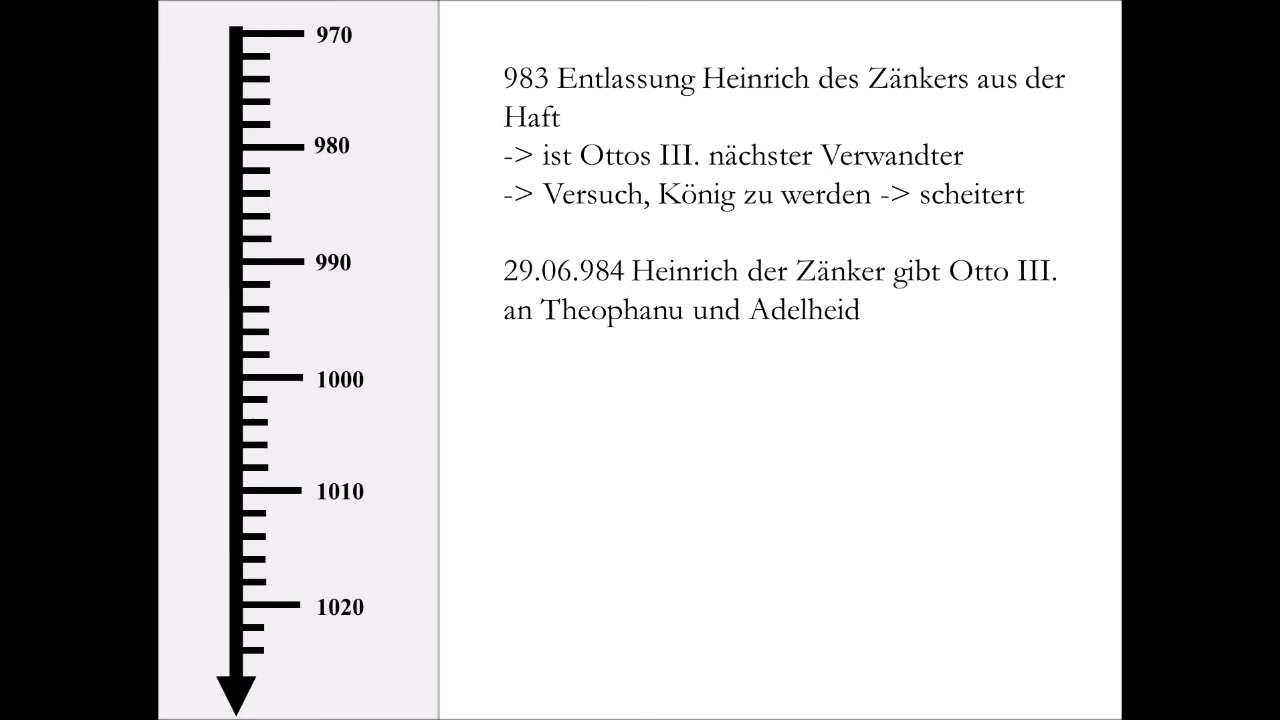 970
980
990
1000
1010
1020
983 Entlassung Heinrich des Zänkers aus der
Haft
-> ist Ottos III. nächster Verwandter
-> Versuch, König zu werden -> scheitert
29.06.984 Heinrich der Zänker gibt Otto III.
an Theophanu und Adelheid